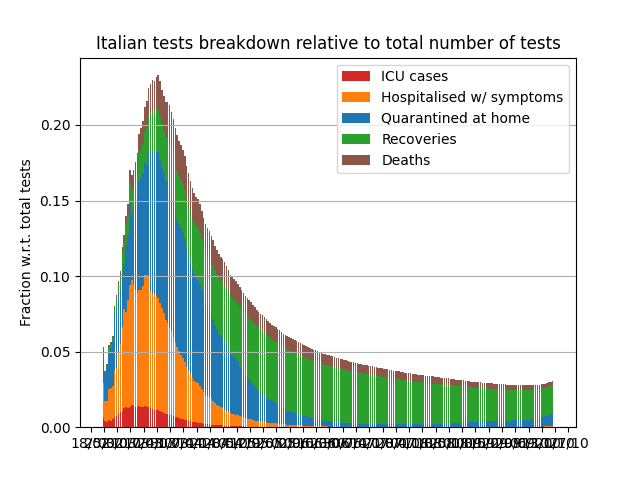 Italian tests breakdown relative to total number of tests
ICU cases
Hospitalised w/ symptoms
Quarantined at home
Recoveries
Deaths
Fraction w.r.t. total tests
0.20
0.15
0.10
0.05
0.00